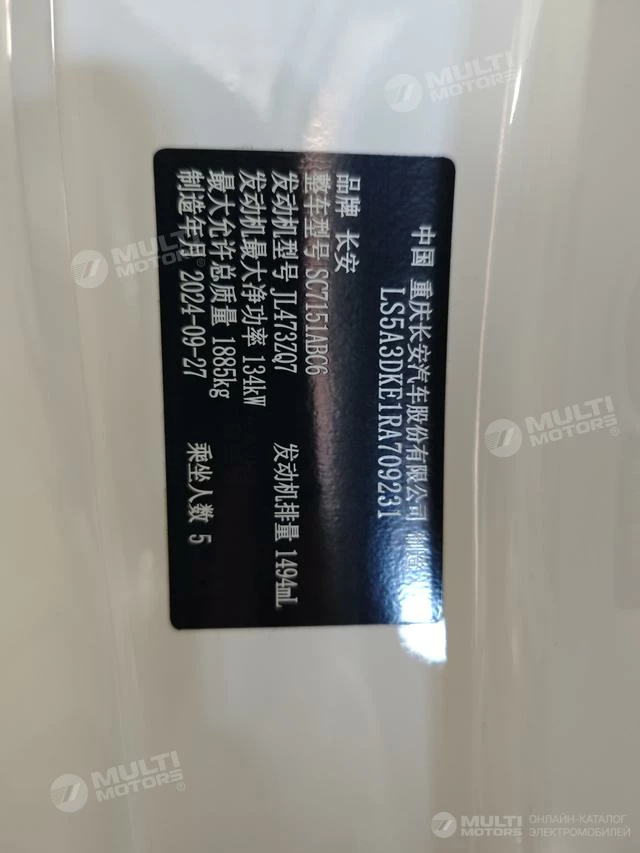 中国 重庆长安汽车股份有限公司 制造
LS5A3DKE1RA709231
品牌 长安
整车型号 SC7151ABC6
发动机型号 JL473ZQ7 发动机排量 1494mL
发动机最大净功率 134kW
最大允许总质量 1885kg
制造年月 2024-09-27 乘坐人数 5
MULTI MOTORS®
MULTI MOTORS
MULTI MOTORS®
MULTI MOTORS®
MULTI MOTORS® ОНЛАЙН-КАТАЛОГ ЭЛЕКТРОМОБИЛЕЙ